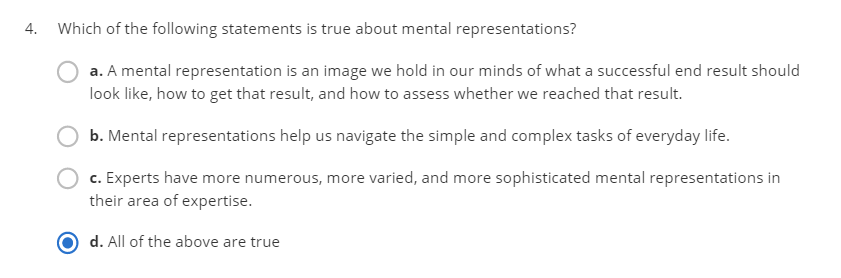 4. Which of the following statements is true about mental representations?
a. A mental representation is an image we hold in our minds of what a successful end result should
look like, how to get that result, and how to assess whether we reached that result.
b. Mental representations help us navigate the simple and complex tasks of everyday life.
c. Experts have more numerous, more varied, and more sophisticated mental representations in
their area of expertise.
d. All of the above are true